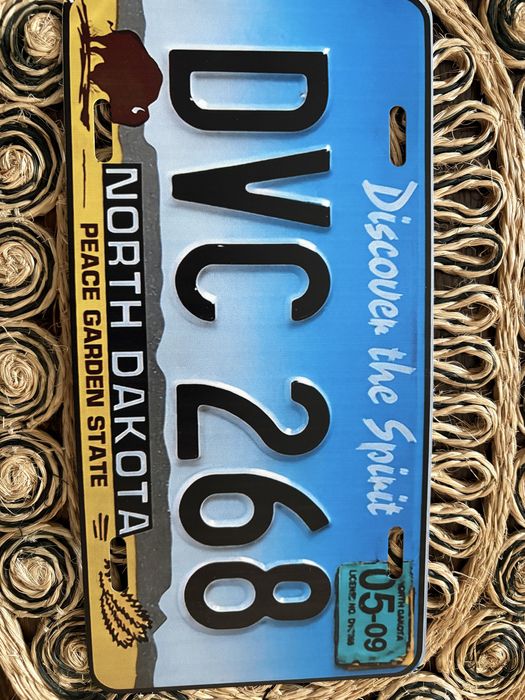 Discover the Spirit
NORTH DAKOTA
05-09
DVC 268
NORTH DAKOTA
PEACE GARDEN STATE